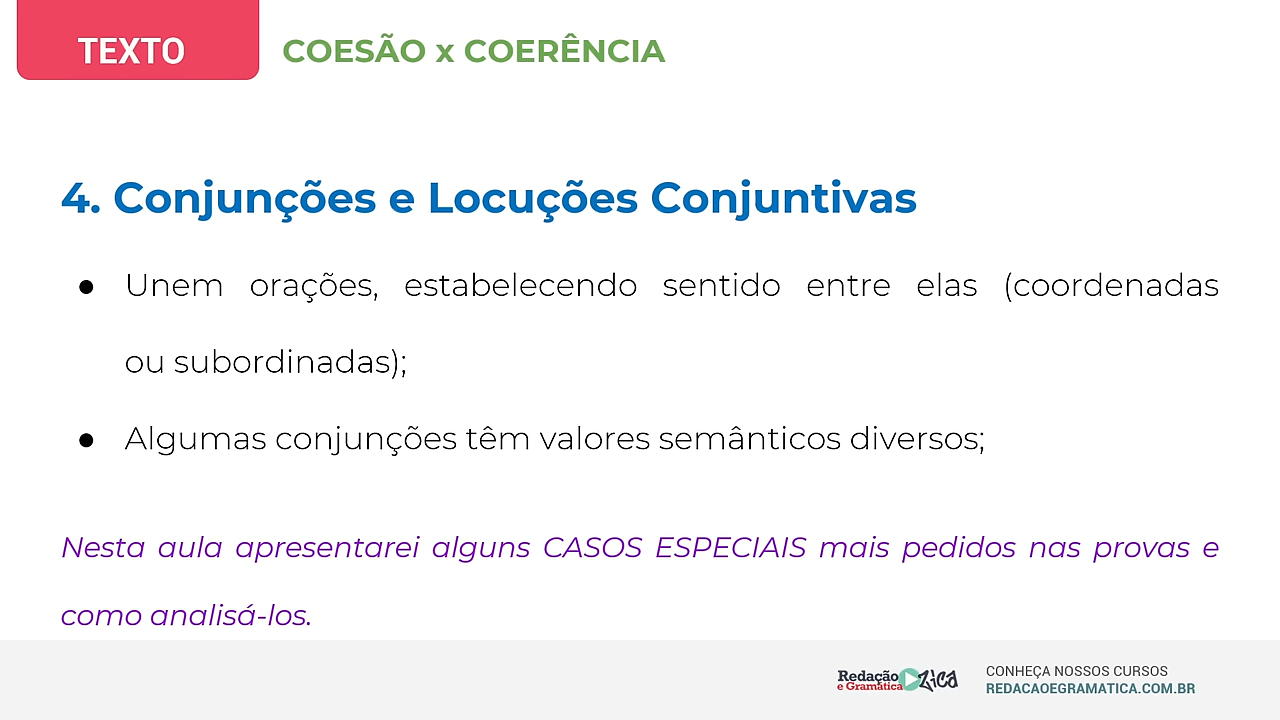 TEXTO
COESÃO x COERÊNCIA
4. Conjunções e Locuções Conjuntivas
● Unem orações, estabelecendo sentido entre elas (coordenadas
ou subordinadas);
● Algumas conjunções têm valores semânticos diversos;
Nesta aula apresentarei alguns CASOS ESPECIAIS mais pedidos nas provas e
como analisá-los.
Redação
e Gramática
Zica
CONHEÇA NOSSOS CURSOS
REDACAOEGRAMATICA.COM.BR